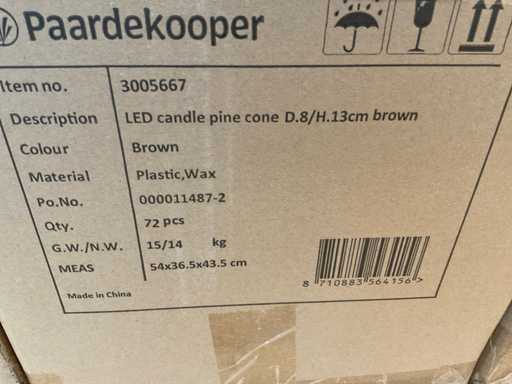 Paardekooper
Item no. 3005667
Description LED candle pine cone D.8/H.13cm brown
Colour Brown
Material Plastic,Wax
Po.No. 000011487-2
Qty. 72 pcs
G.W./N.W. 15/14 kg
MEAS 54x36.5x43.5 cm
Made in China
8 710883 564156 >